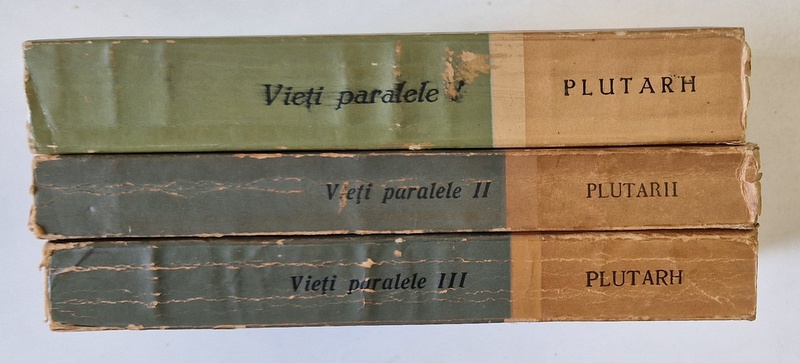 Vieți paralele I PLUTARH
Vieți paralele II PLUTARH
Vieți paralele III PLUTARH